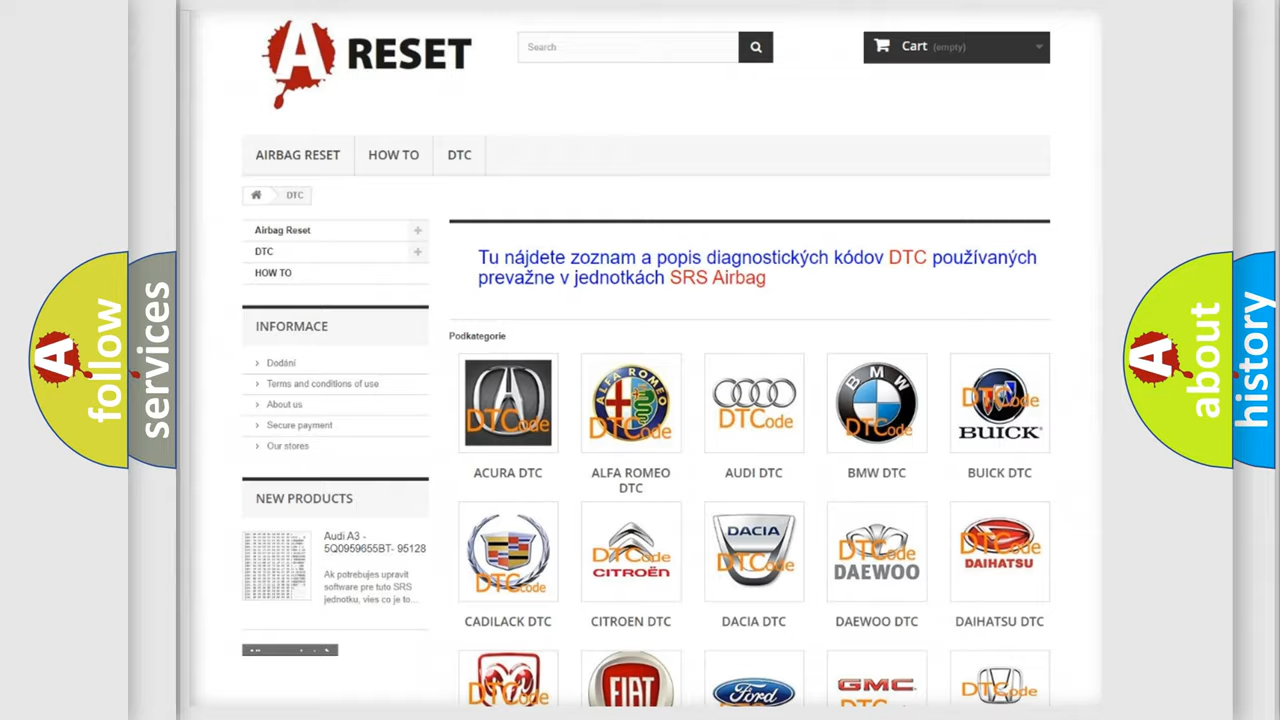 A RESET
Search
Cart (empty)
AIRBAG RESET
HOW TO
DTC
DTC
Airbag Reset
DTC
HOW TO
INFORMACE
Dodání
Terms and conditions of use
About us
Secure payment
Our stores
NEW PRODUCTS
Audi A3 -
5Q0959655BT- 95128
Ak potrebujes upravit
software pre tuto SRS
jednotku, vies co je to...
Tu nájdete zoznam a popis diagnostických kódov DTC používaných
prevažne v jednotkách SRS Airbag
Podkategorie
DTCode
ALFA ROMEO
DTCode
DTCode
BMW
DTCode
DTCode
BUICK
ACURA DTC
ALFA ROMEO
DTC
AUDI DTC
BMW DTC
BUICK DTC
DTCode
DTCode
CITROËN
DACIA
DTCode
DTCode
DAEWOO
DTCode
DAIHATSU
CADILACK DTC
CITROEN DTC
DACIA DTC
DAEWOO DTC
DAIHATSU DTC
DTCode
FIAT
Ford
GMC
DTCode
A follow
services
A about
history